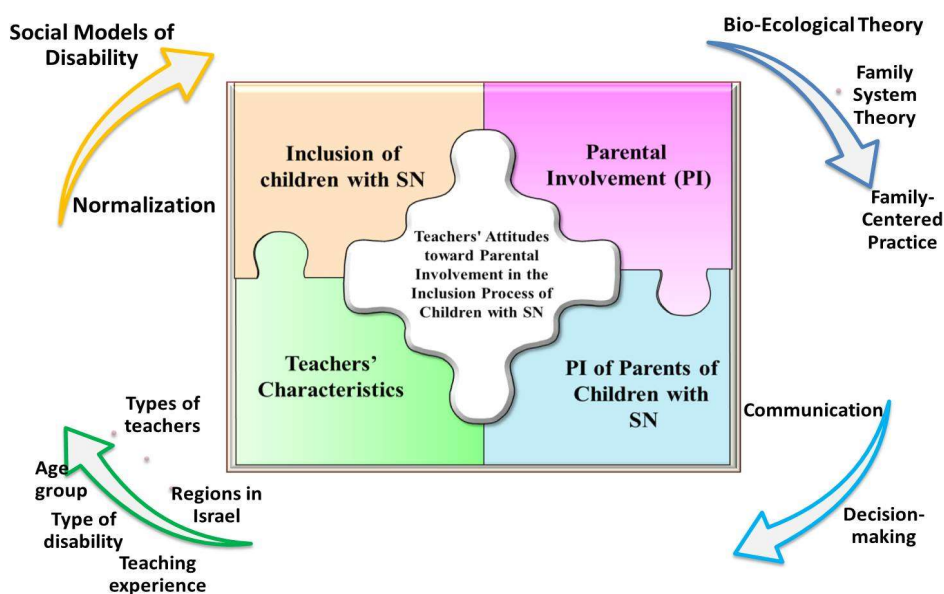 Social Models of
Disability
Normalization
Bio-Ecological Theory
Family
System
Theory
Family-
Centered
Practice
Inclusion of
children with SN
Parental
Involvement (PI)
Teachers' Attitudes
toward Parental
Involvement in the
Inclusion Process of
Children with SN
Teachers'
Characteristics
PI of Parents of
Children with
SN
Types of
teachers
Age
group
Regions in
Israel
Type of
disability
Teaching
experience
Communication
Decision-
making